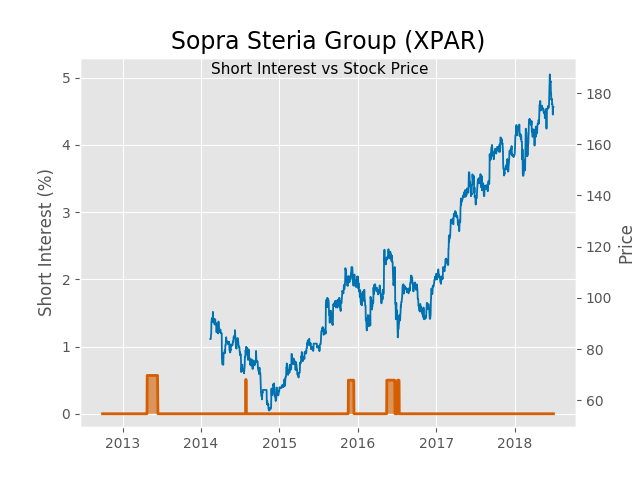 Sopra Steria Group (XPAR)
Short Interest vs Stock Price
Short Interest (%)
5
4
3
2
1
0
180
160
140
120
100
80
60
Price
2013 2014 2015 2016 2017 2018